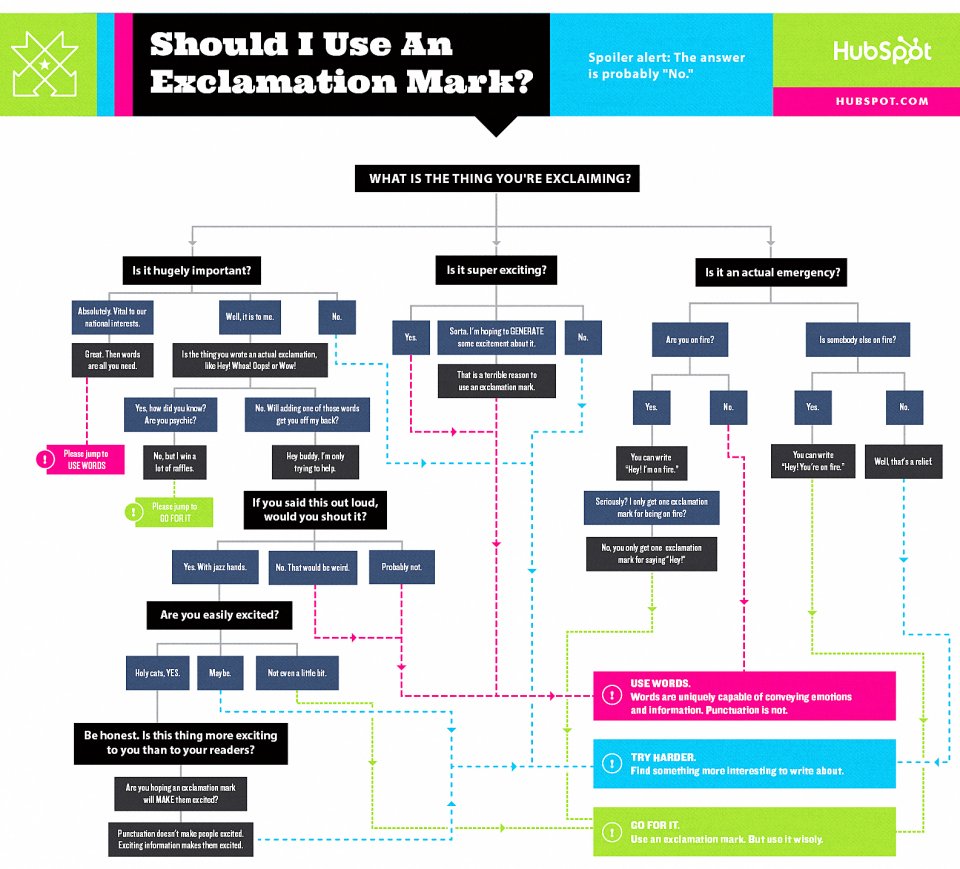 Should I Use An
Exclamation Mark?
Spoiler alert: The answer
is probably "No."
HubSpot
HUBSPOT.COM
WHAT IS THE THING YOU'RE EXCLAIMING?
Is it hugely important?
Is it super exciting?
Is it an actual emergency?
Absolutely. Vital to our
national interests.
Well, it is to me.
No.
Yes.
Sorta. I'm hoping to GENERATE
some excitement about it.
No.
Are you on fire?
Is somebody else on fire?
Great. Then words
are all you need.
Is the thing you wrote an actual exclamation,
like Hey! Whoa! Oops! or Wow!
That is a terrible reason to
use an exclamation mark.
Yes.
No.
Yes.
No.
Yes, how did you know?
Are you psychic?
No. Will adding one of those words
get you off my back?
Please jump to
USE WORDS
No, but I win a
lot of raffles.
Hey buddy, I'm only
trying to help.
You can write
"Hey! I'm on fire."
You can write
"Hey! You're on fire."
Well, that's a relief.
Please jump to
GO FOR IT
If you said this out loud,
would you shout it?
Seriously? I only get one exclamation
mark for being on fire?
No, you only get one exclamation
mark for saying "Hey!"
Yes. With jazz hands.
No. That would be weird.
Probably not.
Are you easily excited?
Holy cats, YES.
Maybe.
Not even a little bit.
Be honest. Is this thing more exciting
to you than to your readers?
Are you hoping an exclamation mark
will MAKE them excited?
Punctuation doesn't make people excited.
Exciting information makes them excited.
USE WORDS.
Words are uniquely capable of conveying emotions
and information. Punctuation is not.
TRY HARDER.
Find something more interesting to write about.
GO FOR IT.
Use an exclamation mark. But use it wisely.